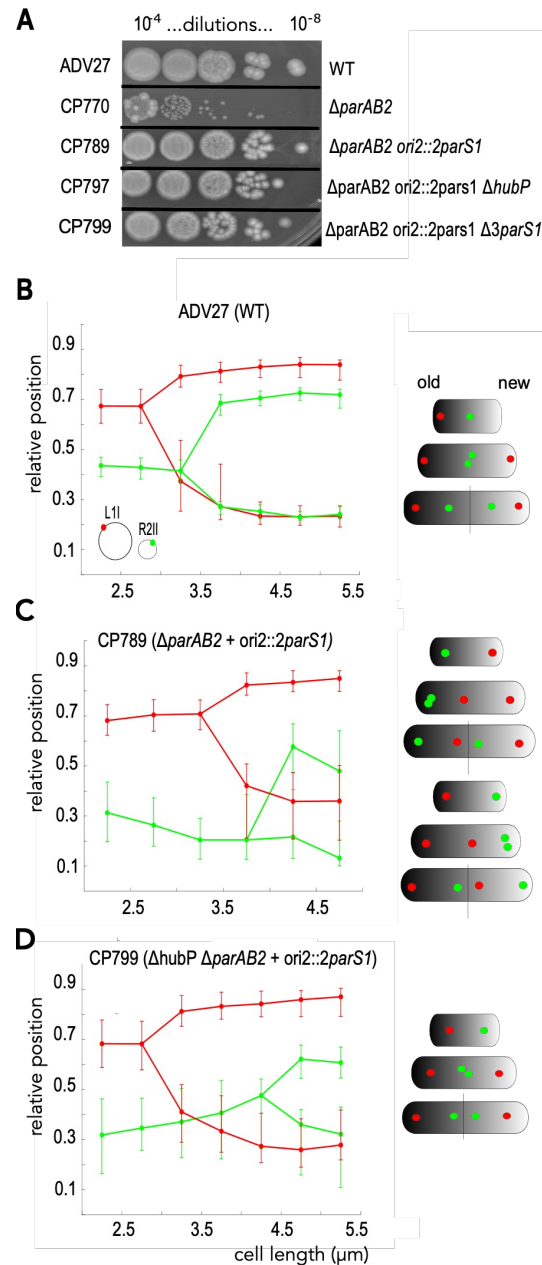 A
10-4 ...dilutions... 10-8
ADV27 WT
CP770 ΔparAB2
CP789 ΔparAB2 ori2::2parS1
CP797 ΔparAB2 ori2::2pars1 ΔhubP
CP799 ΔparAB2 ori2::2pars1 Δ3parS1
B
ADV27 (WT)
0.9
0.7
0.5
0.3
0.1
relative position
L1I
R2II
2.5 3.5 4.5 5.5
old new
C
CP789 (ΔparAB2 + ori2::2parS1)
0.9
0.7
0.5
0.3
0.1
relative position
2.5 3.5 4.5
D
CP799 (ΔhubP ΔparAB2 + ori2::2parS1)
0.9
0.7
0.5
0.3
0.1
relative position
2.5 3.5 4.5 5.5
cell length (μm)